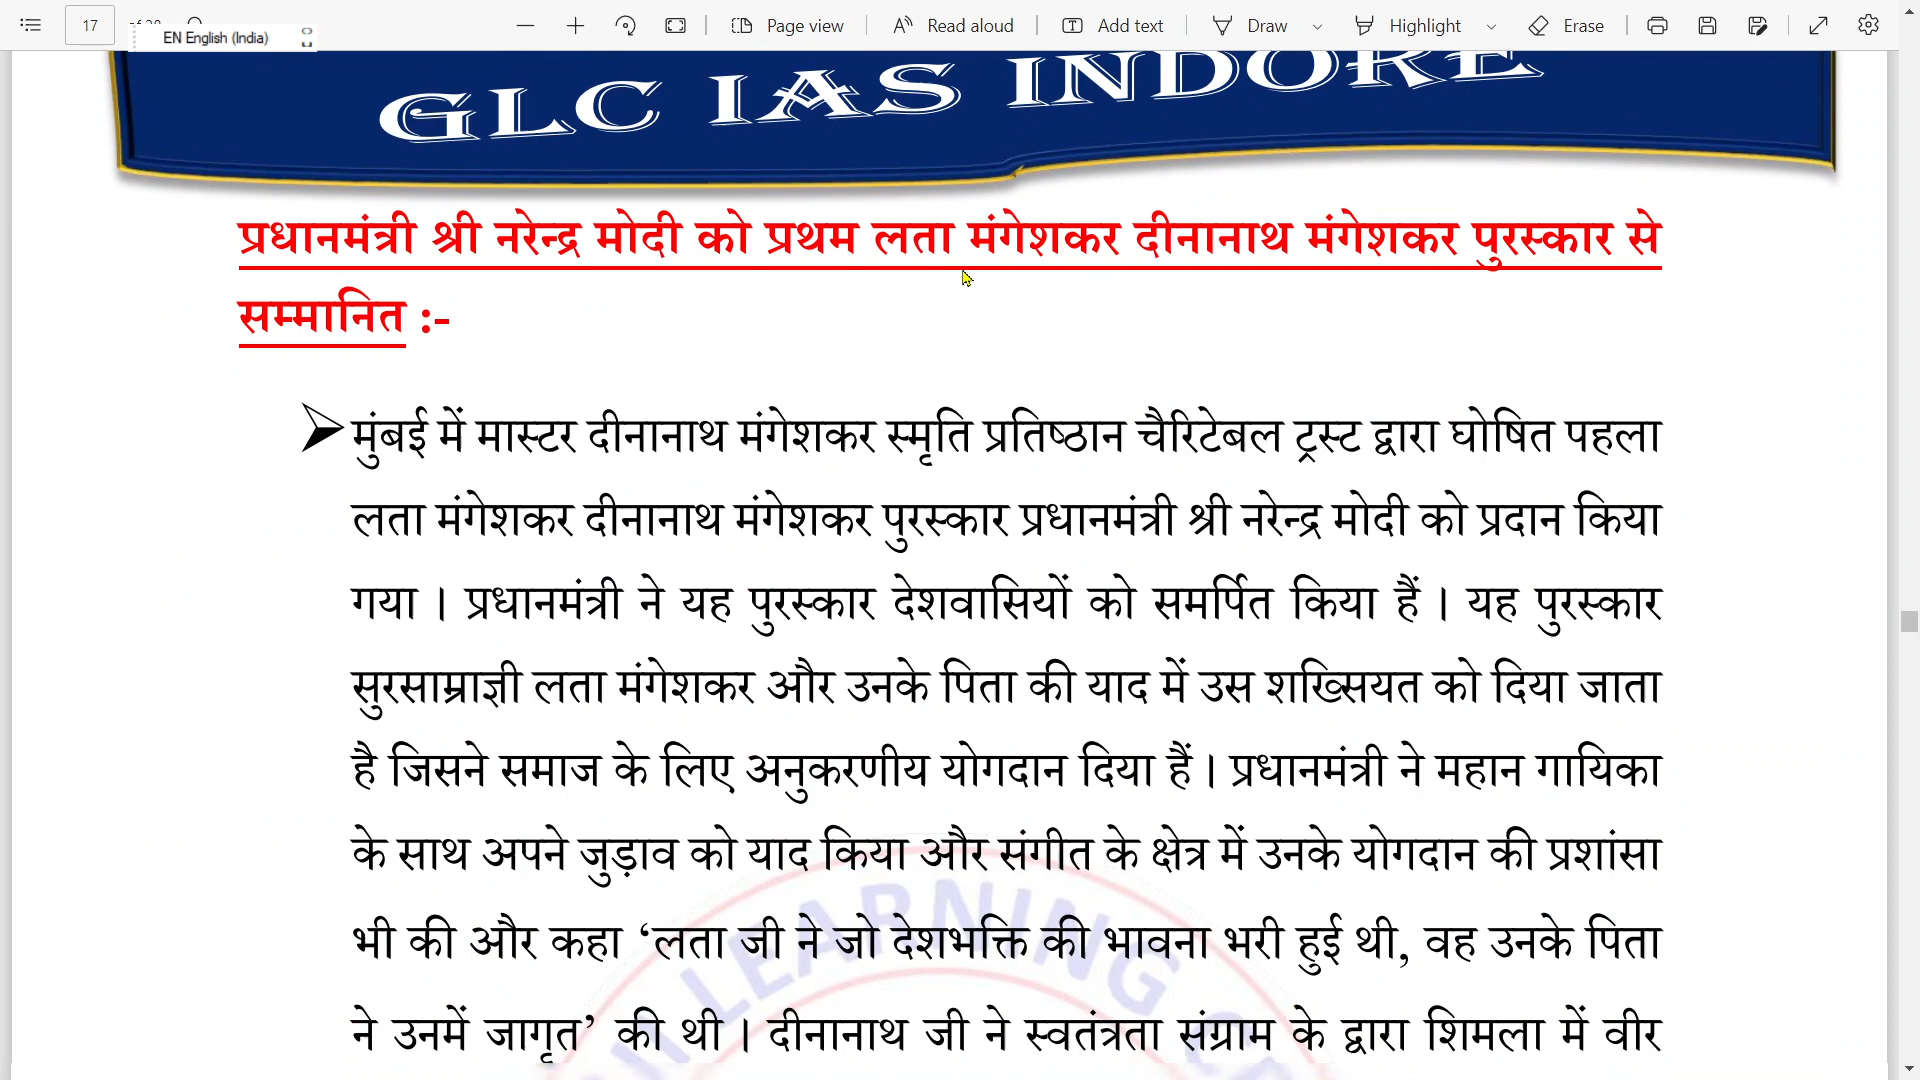 17
EN English (India)
Page view
Read aloud
Add text
Draw
Highlight
Erase
GLC IAS INDORE
प्रधानमंत्री श्री नरेन्द्र मोदी को प्रथम लता मंगेशकर दीनानाथ मंगेशकर पुरस्कार से
सम्मानित :-
मुंबई में मास्टर दीनानाथ मंगेशकर स्मृति प्रतिष्ठान चैरिटेबल ट्रस्ट द्वारा घोषित पहला
लता मंगेशकर दीनानाथ मंगेशकर पुरस्कार प्रधानमंत्री श्री नरेन्द्र मोदी को प्रदान किया
गया । प्रधानमंत्री ने यह पुरस्कार देशवासियों को समर्पित किया हैं । यह पुरस्कार
सुरसाम्राज्ञी लता मंगेशकर और उनके पिता की याद में उस शख्सियत को दिया जाता
है जिसने समाज के लिए अनुकरणीय योगदान दिया हैं । प्रधानमंत्री ने महान गायिका
के साथ अपने जुड़ाव को याद किया और संगीत के क्षेत्र में उनके योगदान की प्रशांसा
भी की और कहा ‘लता जी ने जो देशभक्ति की भावना भरी हुई थी, वह उनके पिता
ने उनमें जागृत’ की थी । दीनानाथ जी ने स्वतंत्रता संग्राम के द्वारा शिमला में वीर
LEARNING